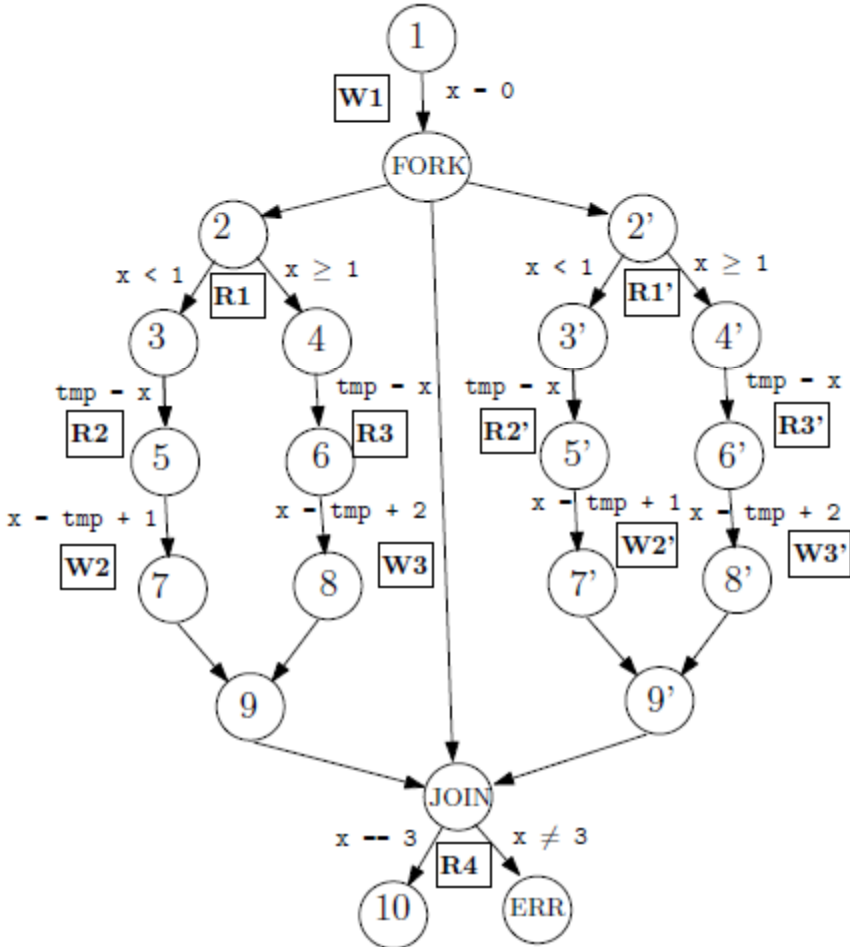 1
W1 x = 0
FORK
2 2'
x < 1 x ≥ 1 x < 1 x ≥ 1
R1 R1'
3 4 3' 4'
tmp = x tmp = x tmp = x tmp = x
R2 R3 R2' R3'
5 6 5' 6'
x = tmp + 1 x = tmp + 2 x = tmp + 1 x = tmp + 2
W2 W3 W2' W3'
7 8 7' 8'
9 9'
JOIN
x == 3 x ≠ 3
R4
10 ERR